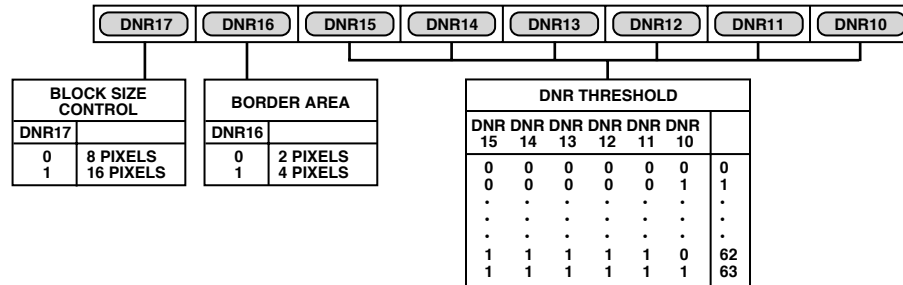 DNR17 DNR16 DNR15 DNR14 DNR13 DNR12 DNR11 DNR10
BLOCK SIZE
CONTROL
DNR17
0 8 PIXELS
1 16 PIXELS
BORDER AREA
DNR16
0 2 PIXELS
1 4 PIXELS
DNR THRESHOLD
DNR DNR DNR DNR DNR DNR
15 14 13 12 11 10
0 0 0 0 0 0 0
0 0 0 0 0 1 1
. . . . . . .
. . . . . . .
. . . . . . .
1 1 1 1 1 0 62
1 1 1 1 1 1 63